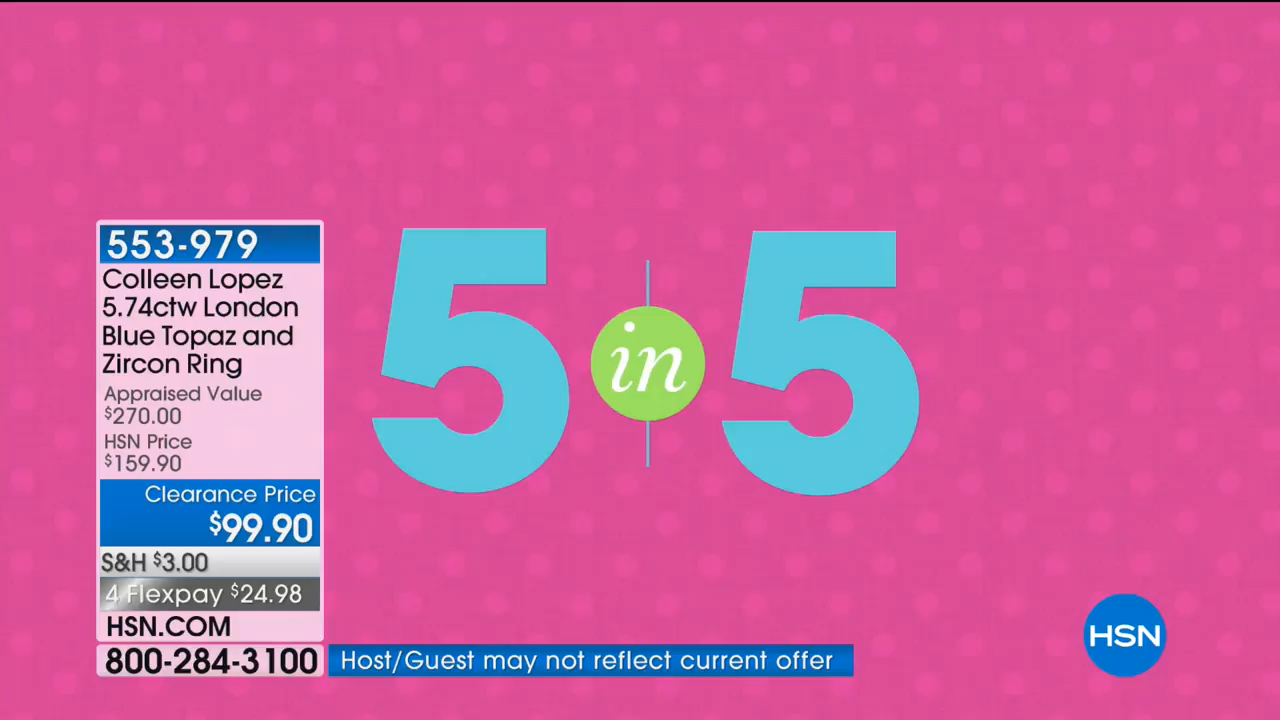 553-979
Colleen Lopez
5.74ctw London
Blue Topaz and
Zircon Ring
Appraised Value
$270.00
HSN Price
$159.90
Clearance Price
$99.90
S&H $3.00
4 Flexpay $24.98
HSN.COM
800-284-3100
Host/Guest may not reflect current offer
5 in 5
HSN